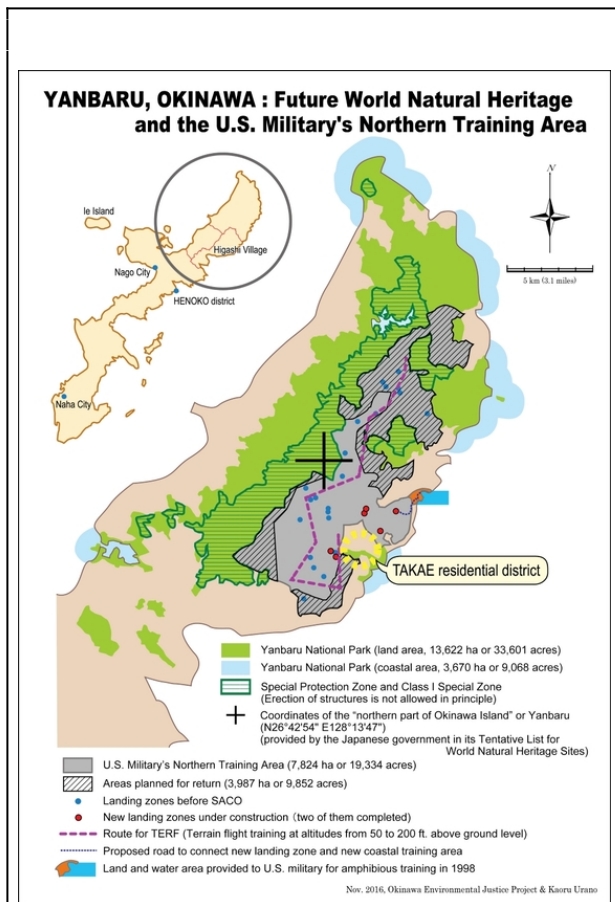 YANBARU, OKINAWA : Future World Natural Heritage
and the U.S. Military's Northern Training Area
N
5 km (3.1 miles)
Ie Island
Higashi Village
Nago City
HENOKO district
Naha City
TAKAE residential district
Yanbaru National Park (land area, 13,622 ha or 33,601 acres)
Yanbaru National Park (coastal area, 3,670 ha or 9,068 acres)
Special Protection Zone and Class I Special Zone
(Erection of structures is not allowed in principle)
Coordinates of the "northern part of Okinawa Island" or Yanbaru
(N26°42'54" E128°13'47")
(provided by the Japanese government in its Tentative List for
World Natural Heritage Sites)
U.S. Military's Northern Training Area (7,824 ha or 19,334 acres)
Areas planned for return (3,987 ha or 9,852 acres)
Landing zones before SACO
New landing zones under construction (two of them completed)
Route for TERF (Terrain flight training at altitudes from 50 to 200 ft. above ground level)
Proposed road to connect new landing zone and new coastal training area
Land and water area provided to U.S. military for amphibious training in 1998
Nov. 2016, Okinawa Environmental Justice Project & Kaoru Urano